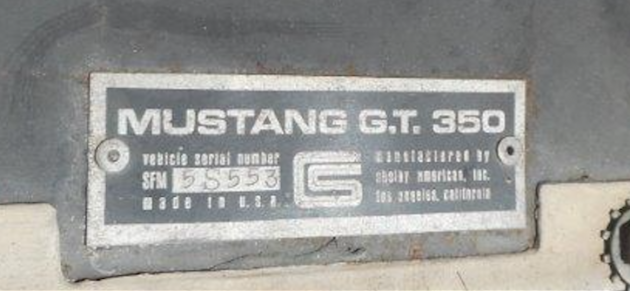 MUSTANG G.T. 350
vehicle serial number
SFM 5S553
made in U.S.A.
CS
manufactured by
shelby american, inc.
los angeles, california